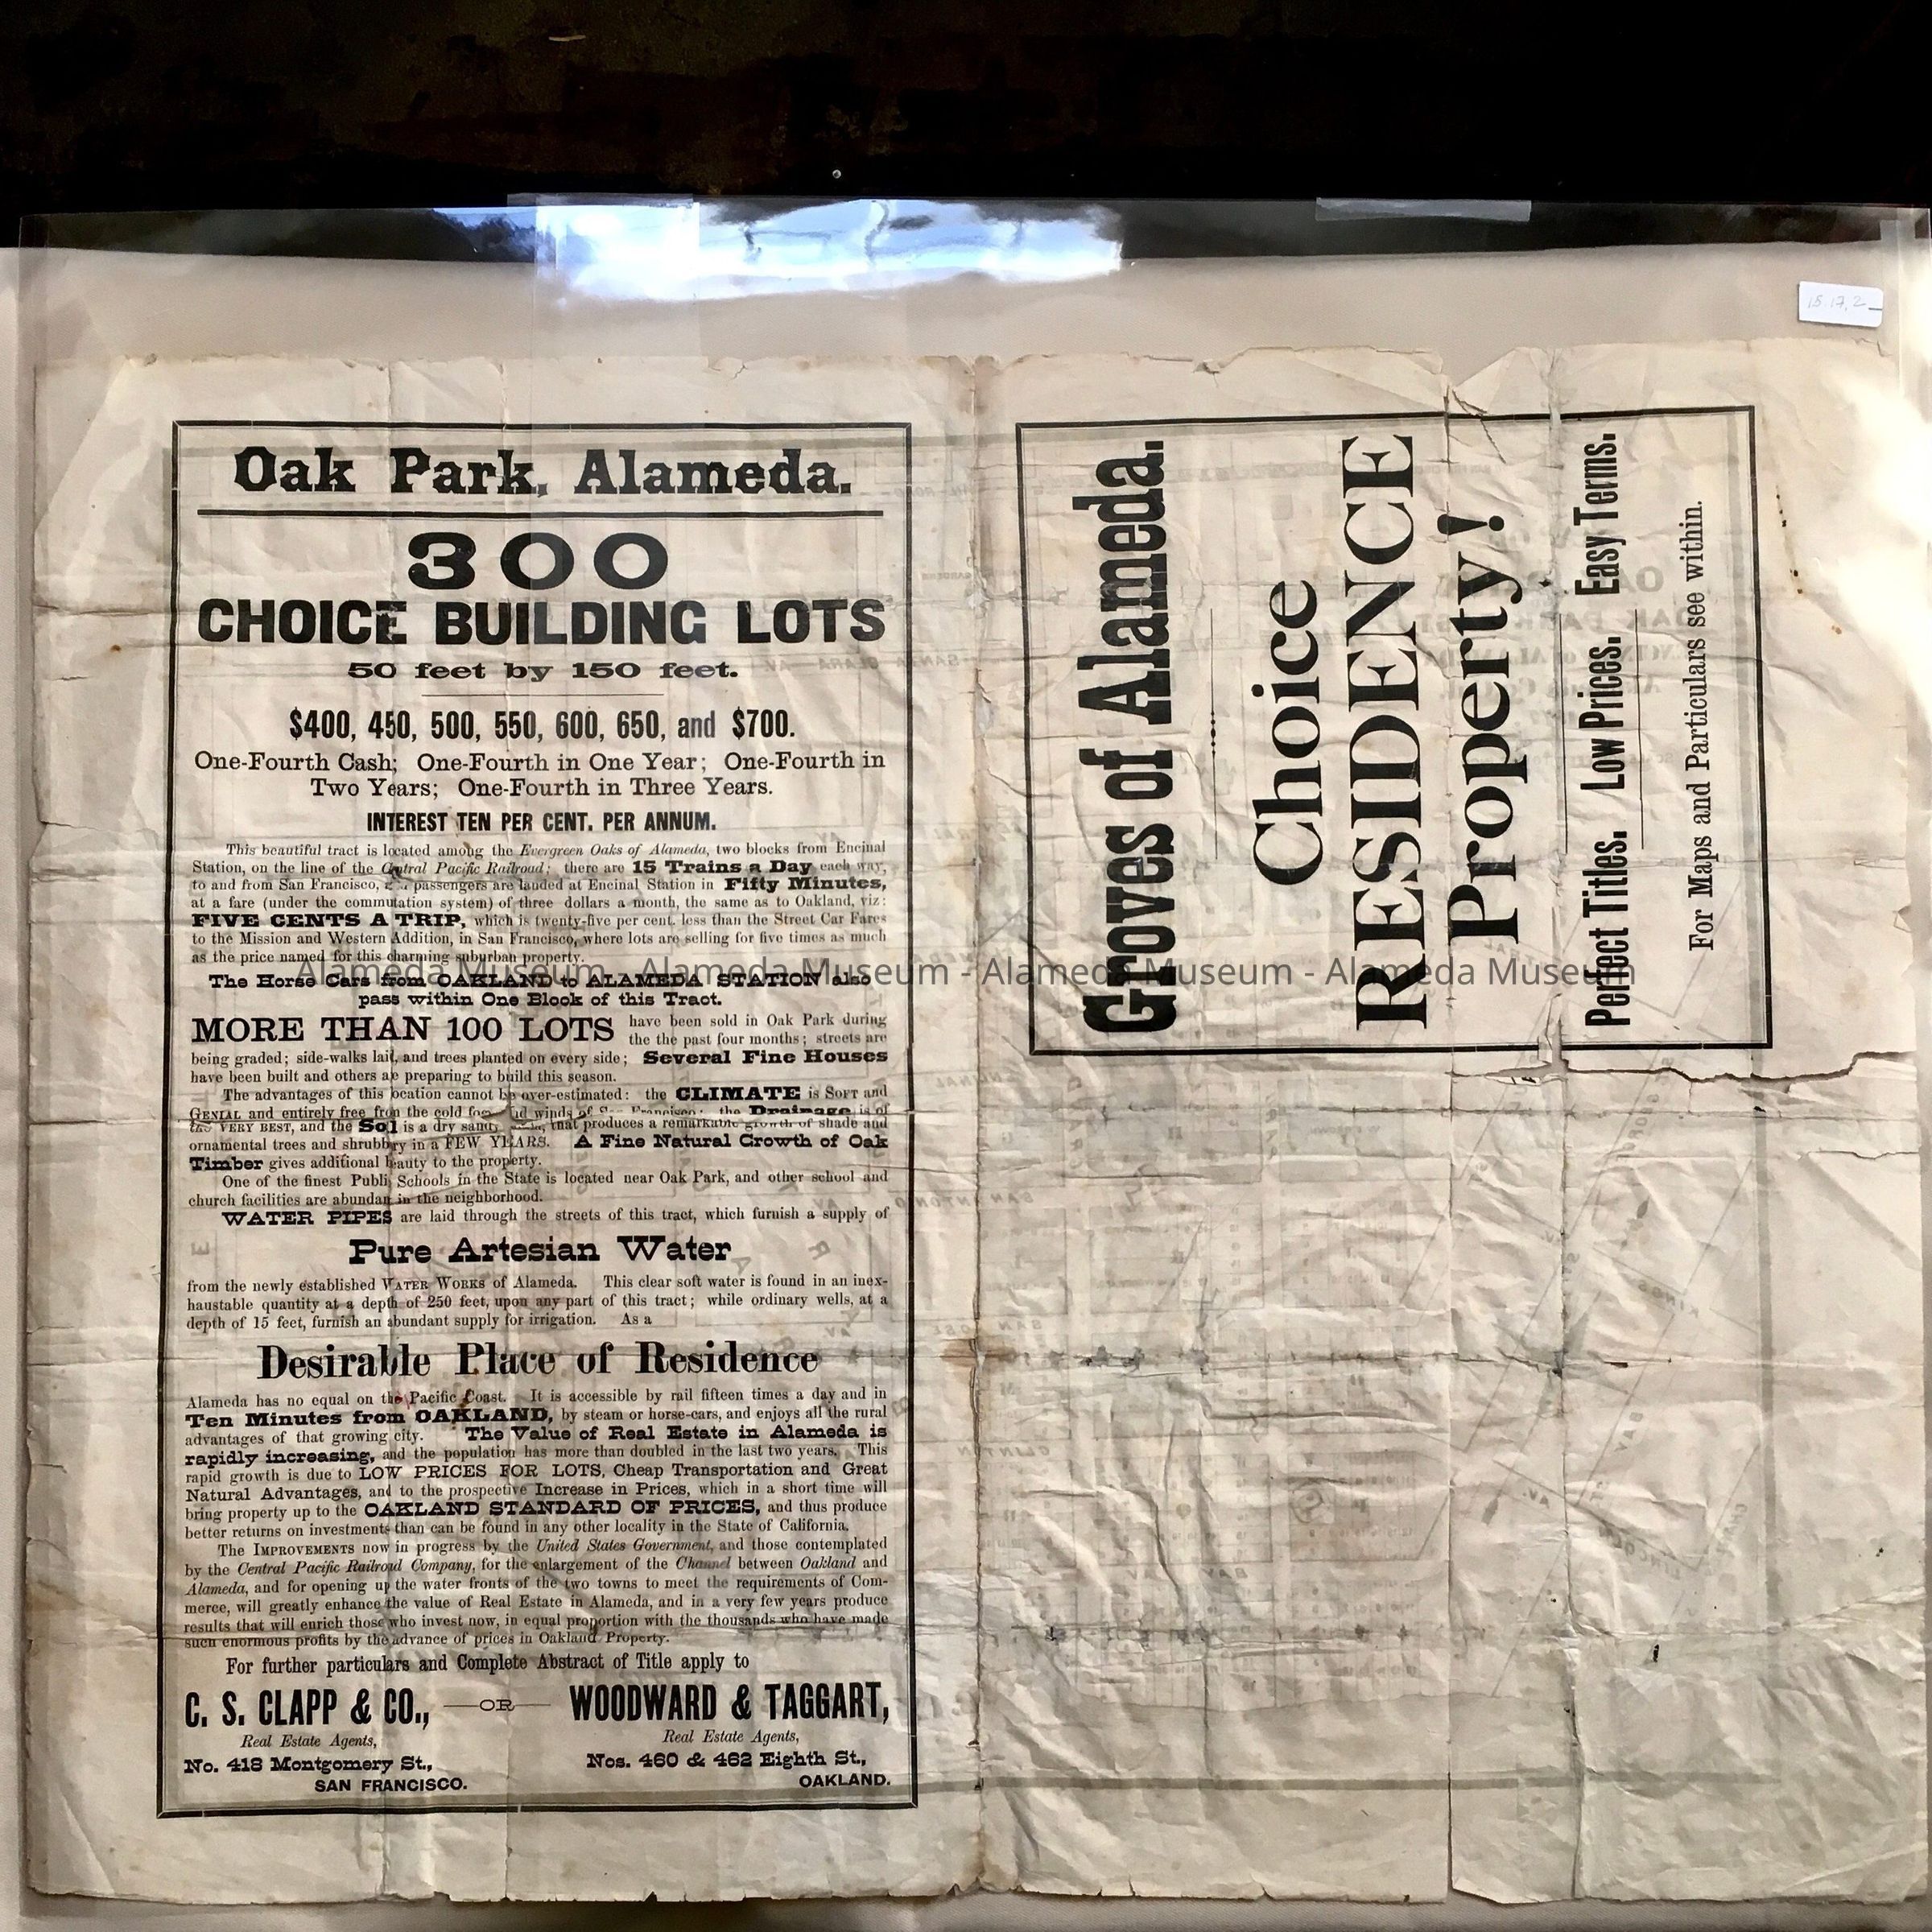 15.17.2
Oak Park, Alameda.
300
CHOICE BUILDING LOTS
50 feet by 150 feet.
$400, 450, 500, 550, 600, 650, and $700.
One-Fourth Cash; One-Fourth in One Year; One-Fourth in
Two Years; One-Fourth in Three Years.
INTEREST TEN PER CENT. PER ANNUM.
This beautiful tract is located among the Evergreen Oaks of Alameda, two blocks from Encinal
Station, on the line of the Central Pacific Railroad; there are 15 Trains a Day each way,
to and from San Francisco, passengers are landed at Encinal Station in Fifty Minutes,
at a fare (under the commutation system) of three dollars a month, the same as to Oakland, viz:
FIVE CENTS A TRIP, which is twenty-five per cent. less than the Street Car Fares
to the Mission and Western Addition, in San Francisco, where lots are selling for five times as much
as the price named for this charming suburban property.
The Horse Cars from OAKLAND to ALAMEDA STATION also
pass within One Block of this Tract.
MORE THAN 100 LOTS have been sold in Oak Park during
the the past four months; streets are
being graded; side-walks laid, and trees planted on every side; Several Fine Houses
have been built and others are preparing to build this season.
The advantages of this location cannot be over-estimated: the CLIMATE is SOFT and
GENIAL and entirely free from the cold winds of San Francisco; the Drainage is of
the VERY BEST, and the Soil is a dry sandy that produces a remarkable growth of shade and
ornamental trees and shrubbery in a FEW YEARS. A Fine Natural Growth of Oak
Timber gives additional beauty to the property.
One of the finest Public Schools in the State is located near Oak Park, and other school and
church facilities are abundant in the neighborhood.
WATER PIPES are laid through the streets of this tract, which furnish a supply of
Pure Artesian Water
from the newly established WATER WORKS of Alameda. This clear soft water is found in an inex-
haustable quantity at a depth of 250 feet, upon any part of this tract; while ordinary wells, at a
depth of 15 feet, furnish an abundant supply for irrigation. As a
Desirable Place of Residence
Alameda has no equal on the Pacific Coast. It is accessible by rail fifteen times a day and in
Ten Minutes from OAKLAND, by steam or horse-cars, and enjoys all the rural
advantages of that growing city. The Value of Real Estate in Alameda is
rapidly increasing, and the population has more than doubled in the last two years. This
rapid growth is due to LOW PRICES FOR LOTS, Cheap Transportation and Great
Natural Advantages, and to the prospective Increase in Prices, which in a short time will
bring property up to the OAKLAND STANDARD OF PRICES, and thus produce
better returns on investments than can be found in any other locality in the State of California.
The IMPROVEMENTS now in progress by the United States Government, and those contemplated
by the Central Pacific Railroad Company, for the enlargement of the Channel between Oakland and
Alameda, and for opening up the water fronts of the two towns to meet the requirements of Com-
merce, will greatly enhance the value of Real Estate in Alameda, and in a very few years produce
results that will enrich those who invest now, in equal proportion with the thousands who have made
such enormous profits by the advance of prices in Oakland Property.
For further particulars and Complete Abstract of Title apply to
C. S. CLAPP & CO., OR WOODWARD & TAGGART,
Real Estate Agents, Real Estate Agents,
No. 418 Montgomery St., Nos. 460 & 462 Eighth St.,
SAN FRANCISCO. OAKLAND.
Groves of Alameda.
Choice
RESIDENCE
Property!
Perfect Titles. Low Prices. Easy Terms.
For Maps and Particulars see within.
Alameda Museum - Alameda Museum - Alameda Museum - Alameda Museum